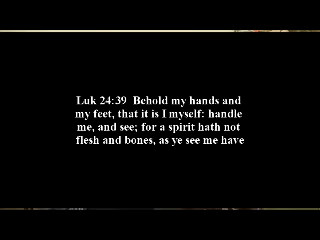 Luk 24:39  Behold my hands and
my feet, that it is I myself: handle
me, and see; for a spirit hath not
flesh and bones, as ye see me have